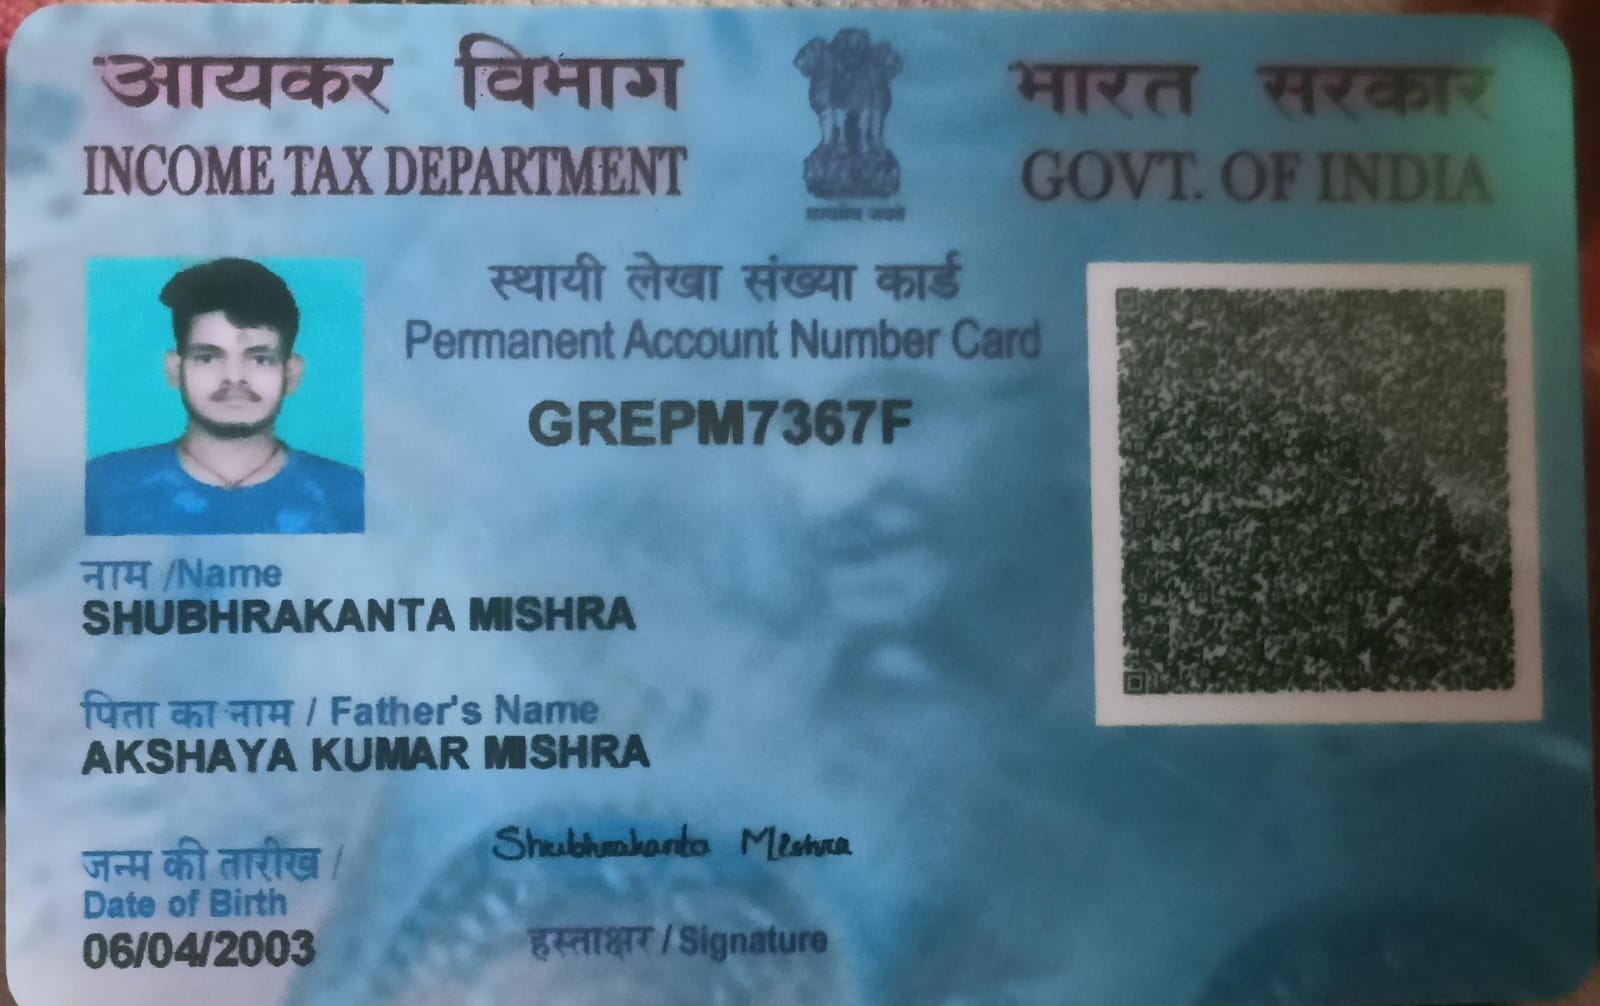 आयकर विभाग
INCOME TAX DEPARTMENT
भारत सरकार
GOVT. OF INDIA
सत्यमेव जयते
स्थायी लेखा संख्या कार्ड
Permanent Account Number Card
GREPM7367F
नाम /Name
SHUBHRAKANTA MISHRA
पिता का नाम / Father's Name
AKSHAYA KUMAR MISHRA
जन्म की तारीख /
Date of Birth
06/04/2003
Shubhrakanta Mishra
हस्ताक्षर / Signature